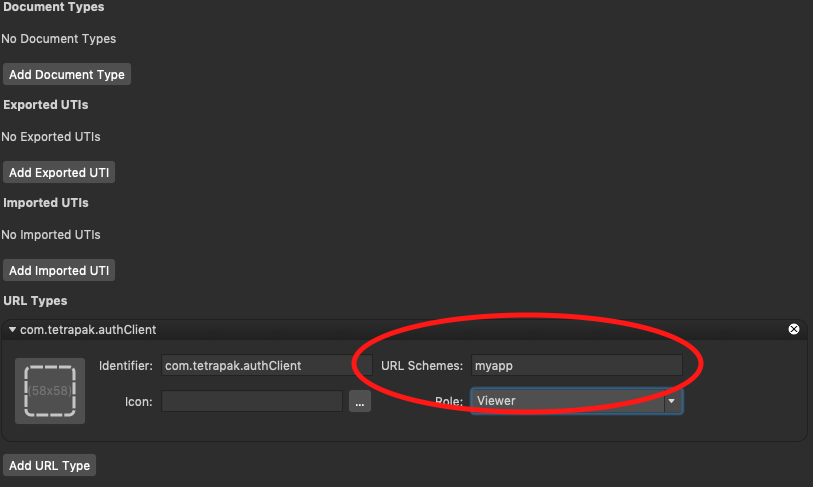 Document Types
No Document Types
Add Document Type
Exported UTIs
No Exported UTIs
Add Exported UTI
Imported UTIs
No Imported UTIs
Add Imported UTI
URL Types
com.tetrapak.authClient
Identifier: com.tetrapak.authClient URL Schemes: myapp
(58x58)
Icon: ... Role: Viewer
Add URL Type